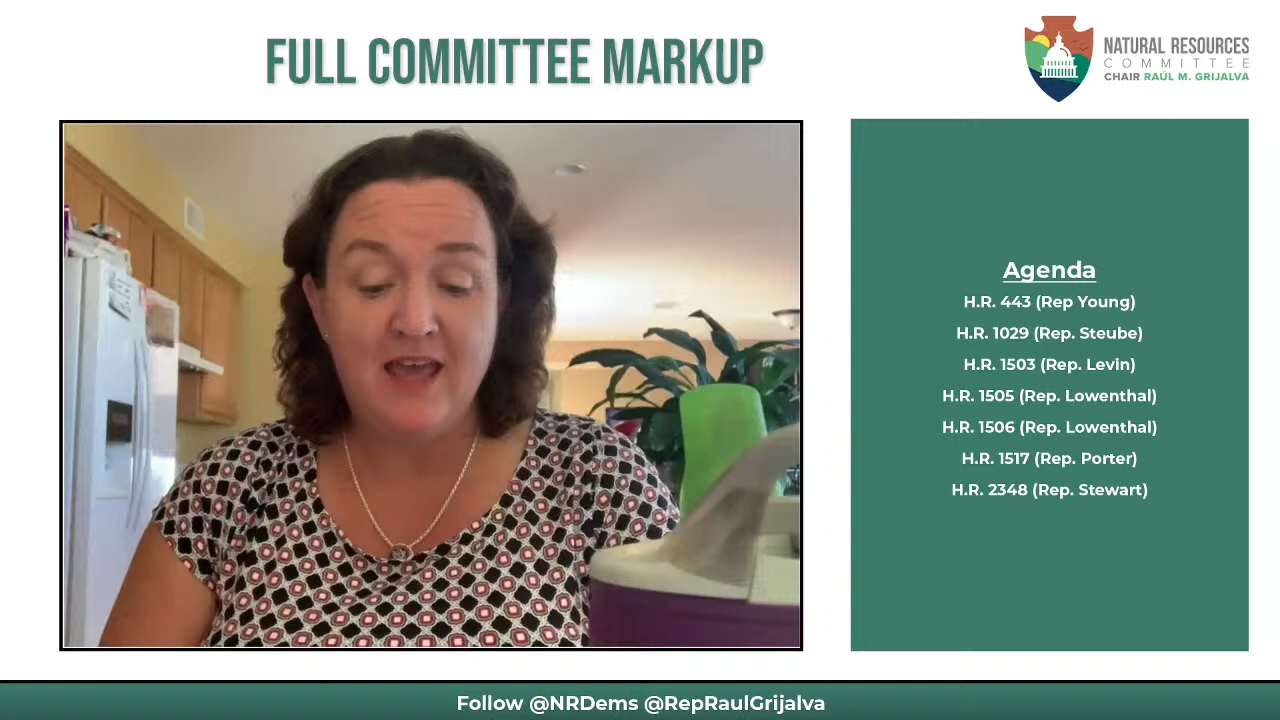 FULL COMMITTEE MARKUP
NATURAL RESOURCES
COMMITTEE
CHAIR RAÚL M. GRIJALVA
Agenda
H.R. 443 (Rep Young)
H.R. 1029 (Rep. Steube)
H.R. 1503 (Rep. Levin)
H.R. 1505 (Rep. Lowenthal)
H.R. 1506 (Rep. Lowenthal)
H.R. 1517 (Rep. Porter)
H.R. 2348 (Rep. Stewart)
Follow @NRDems @RepRaulGrijalva